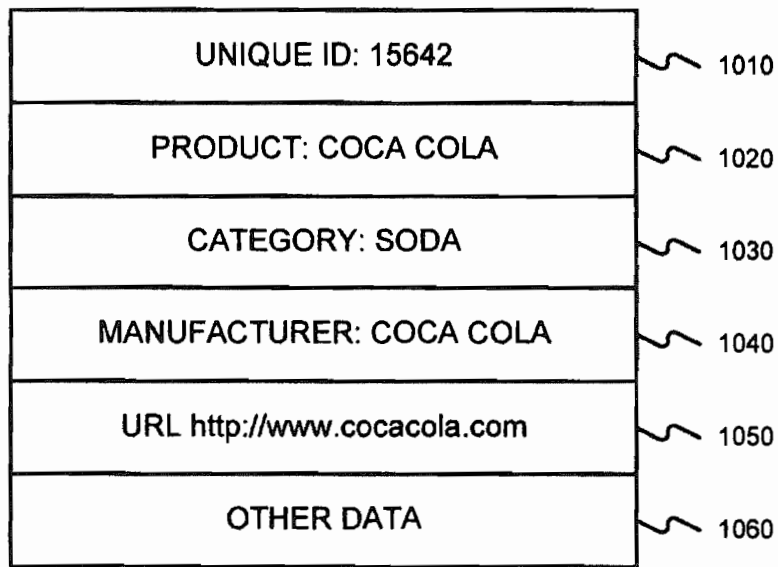 UNIQUE ID: 15642 1010
PRODUCT: COCA COLA 1020
CATEGORY: SODA 1030
MANUFACTURER: COCA COLA 1040
URL http://www.cocacola.com 1050
OTHER DATA 1060